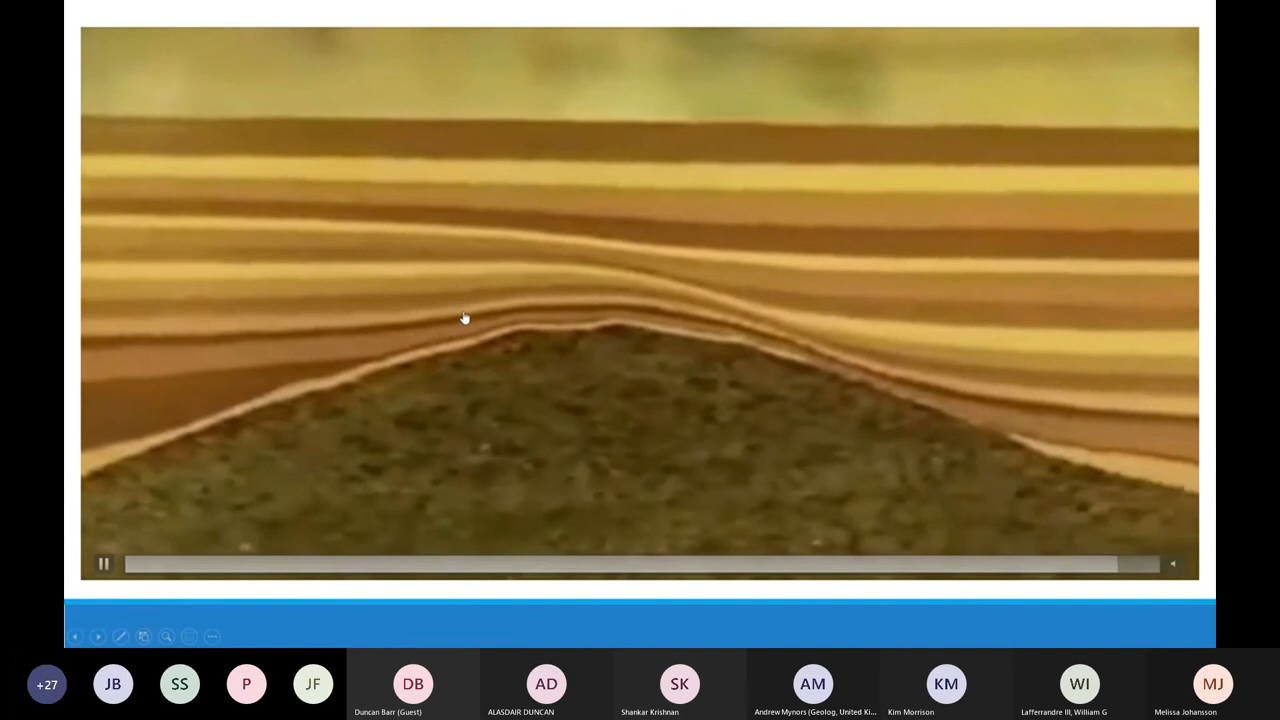 +27
JB
SS
P
JF
DB
AD
SK
AM
KM
WI
MJ
Duncan Barr (Guest)
ALASDAIR DUNCAN
Shankar Krishnan
Andrew Mynors (Geolog, United Ki...
Kim Morrison
Lafferrandre III, William G
Melissa Johansson